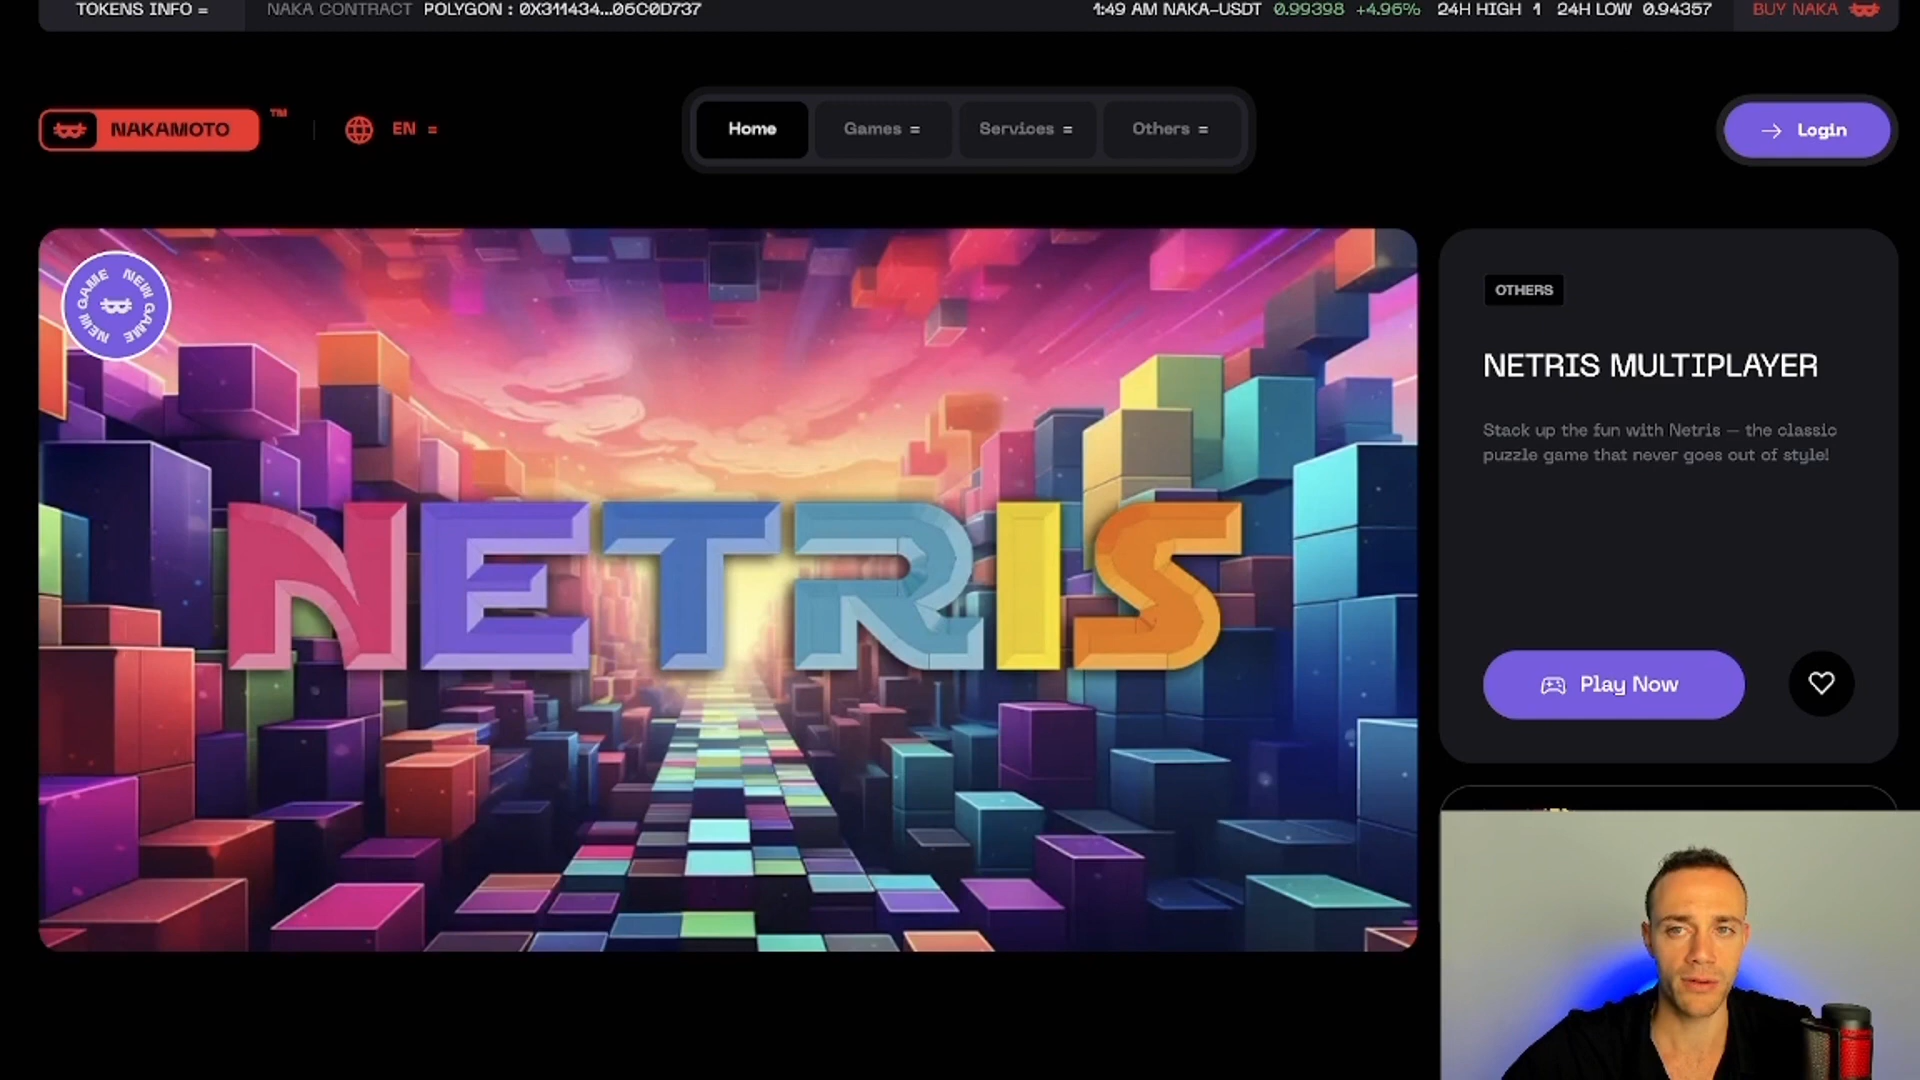 TOKENS INFO =
NAKA CONTRACT POLYGON : 0X311434...06C0D737
1:49 AM NAKA-USDT 0.99398 +4.96% 24H HIGH 1 24H LOW 0.94357
BUY NAKA
NAKAMOTO TM
EN =
Home
Games =
Services =
Others =
Login
NEW GAME NEW GAME
NETRIS
OTHERS
NETRIS MULTIPLAYER
Stack up the fun with Netris – the classic
puzzle game that never goes out of style!
Play Now